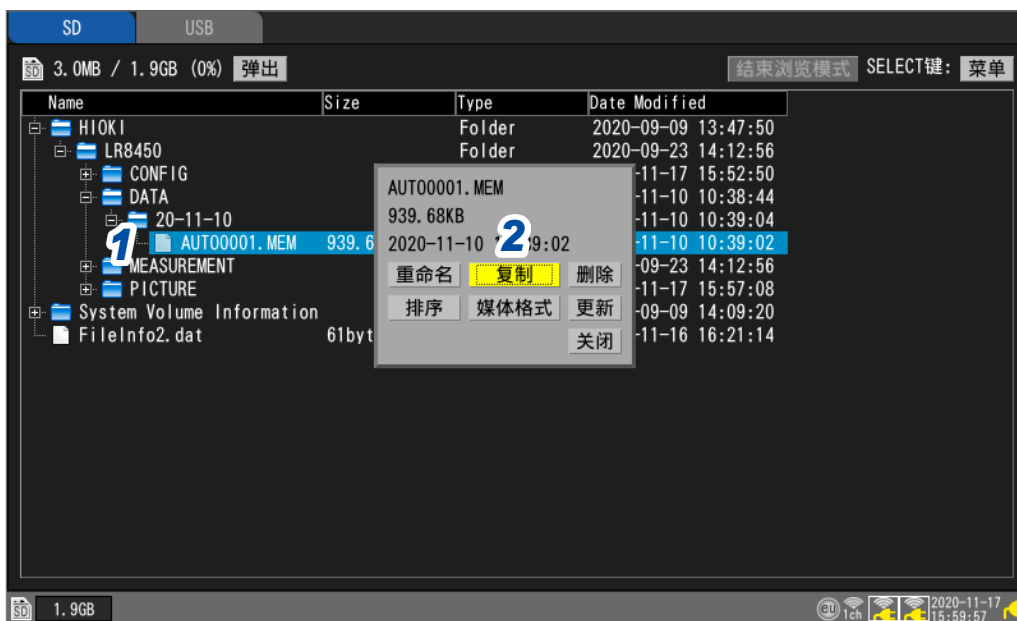 SD USB
3.0MB / 1.9GB (0%) 弹出 结束浏览模式 SELECT键: 菜单
Name Size Type Date Modified
HIOKI Folder 2020-09-09 13:47:50
LR8450 Folder 2020-09-23 14:12:56
CONFIG -11-17 15:52:50
DATA -11-10 10:38:44
20-11-10 -11-10 10:39:04
1 AUTO0001.MEM 939.6 -11-10 10:39:02
MEASUREMENT -09-23 14:12:56
PICTURE -11-17 15:57:08
System Volume Information -09-09 14:09:20
FileInfo2.dat 61byt -11-16 16:21:14
AUTO0001.MEM
939.68KB
2020-11-10 1 2 9:02
重命名 复制 删除
排序 媒体格式 更新
关闭
SD 1.9GB eu 1ch 2020-11-17
15:59:57